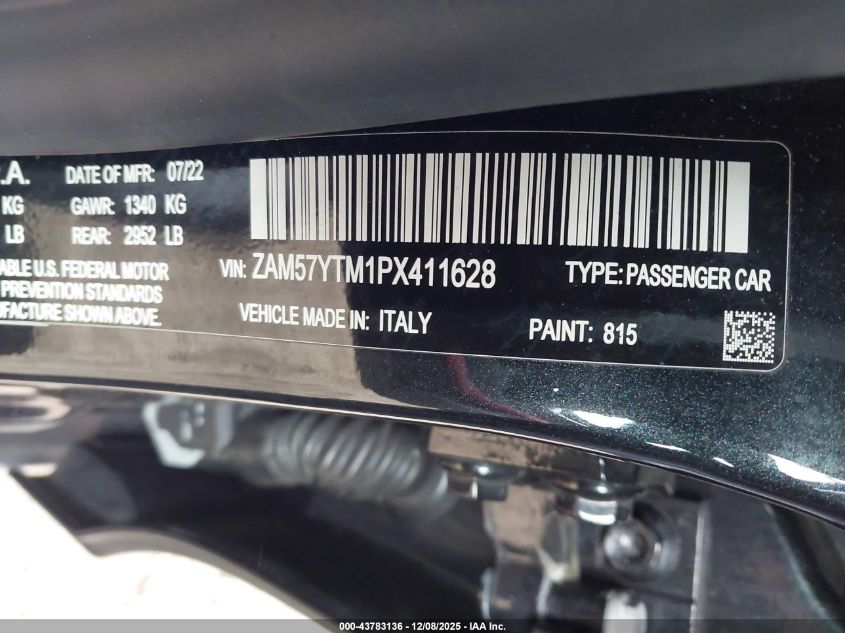 .A. DATE OF MFR: 07/22
KG GAWR: 1340 KG
LB REAR: 2952 LB
ABLE U.S. FEDERAL MOTOR
PREVENTION STANDARDS
UFACTURE SHOWN ABOVE.
VIN: ZAM57YTM1PX411628 TYPE: PASSENGER CAR
VEHICLE MADE IN: ITALY PAINT: 815
000-43783136 - 12/08/2025 - IAA Inc.